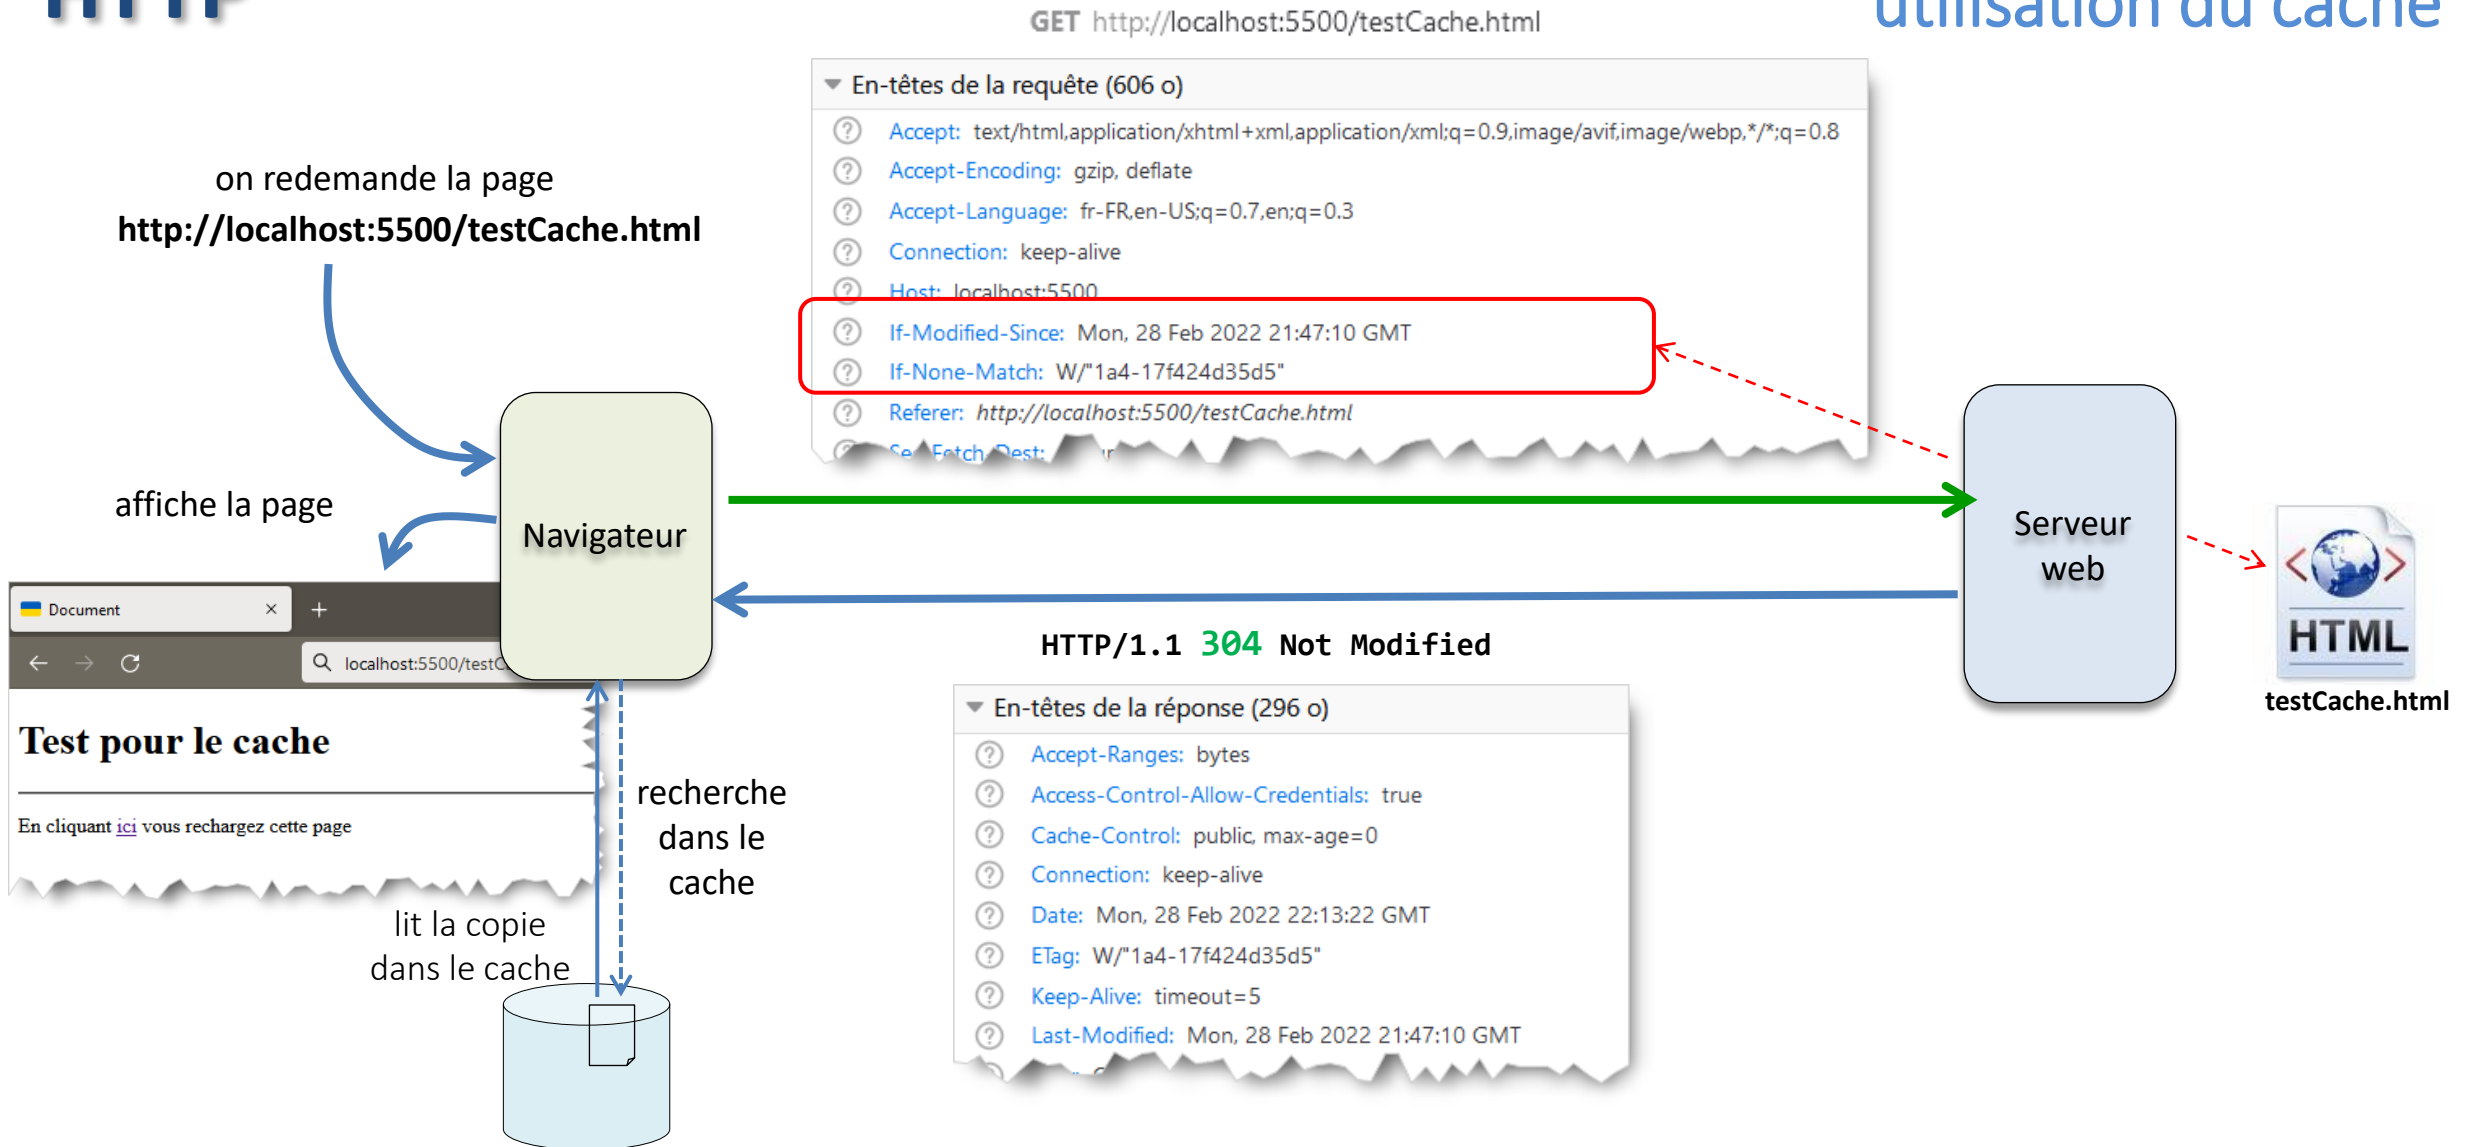 HTTP
utilisation du cache
GET http://localhost:5500/testCache.html
En-têtes de la requête (606 o)
Accept: text/html,application/xhtml+xml,application/xml;q=0.9,image/avif,image/webp,*/*;q=0.8
Accept-Encoding: gzip, deflate
Accept-Language: fr-FR,en-US;q=0.7,en;q=0.3
Connection: keep-alive
Host: localhost:5500
If-Modified-Since: Mon, 28 Feb 2022 21:47:10 GMT
If-None-Match: W/"1a4-17f424d35d5"
Referer: http://localhost:5500/testCache.html
on redemande la page
http://localhost:5500/testCache.html
affiche la page
Navigateur
Serveur
web
HTML
testCache.html
Document
localhost:5500/testC
Test pour le cache
En cliquant ici vous rechargez cette page
recherche
dans le
cache
lit la copie
dans le cache
HTTP/1.1 304 Not Modified
En-têtes de la réponse (296 o)
Accept-Ranges: bytes
Access-Control-Allow-Credentials: true
Cache-Control: public, max-age=0
Connection: keep-alive
Date: Mon, 28 Feb 2022 22:13:22 GMT
ETag: W/"1a4-17f424d35d5"
Keep-Alive: timeout=5
Last-Modified: Mon, 28 Feb 2022 21:47:10 GMT